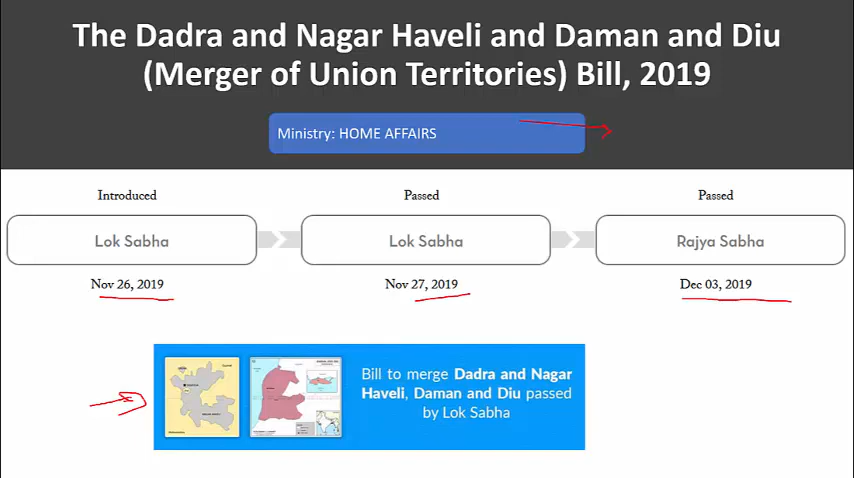 The Dadra and Nagar Haveli and Daman and Diu
(Merger of Union Territories) Bill, 2019
Ministry: HOME AFFAIRS
Introduced
Passed
Passed
Lok Sabha
Lok Sabha
Rajya Sabha
Nov 26, 2019
Nov 27, 2019
Dec 03, 2019
Bill to merge Dadra and Nagar
Haveli, Daman and Diu passed
by Lok Sabha